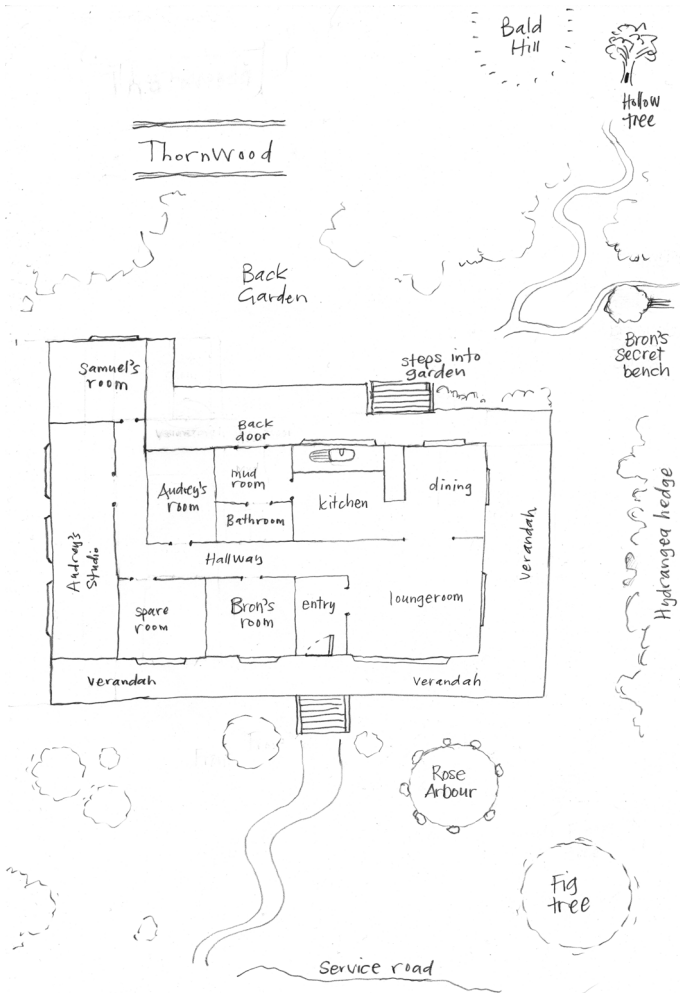 Bald
Hill
Hollow
tree
ThornWood
Back
Garden
Bron's
secret
bench
steps into
garden
Samuel's
room
Back
door
Audrey's
room
mud
room
Bathroom
kitchen
dining
Verandah
Hydrangea hedge
Audrey's
Studio
Hallway
spare
room
Bron's
room
entry
loungeroom
verandah
verandah
Rose
Arbour
Fig
tree
Service road